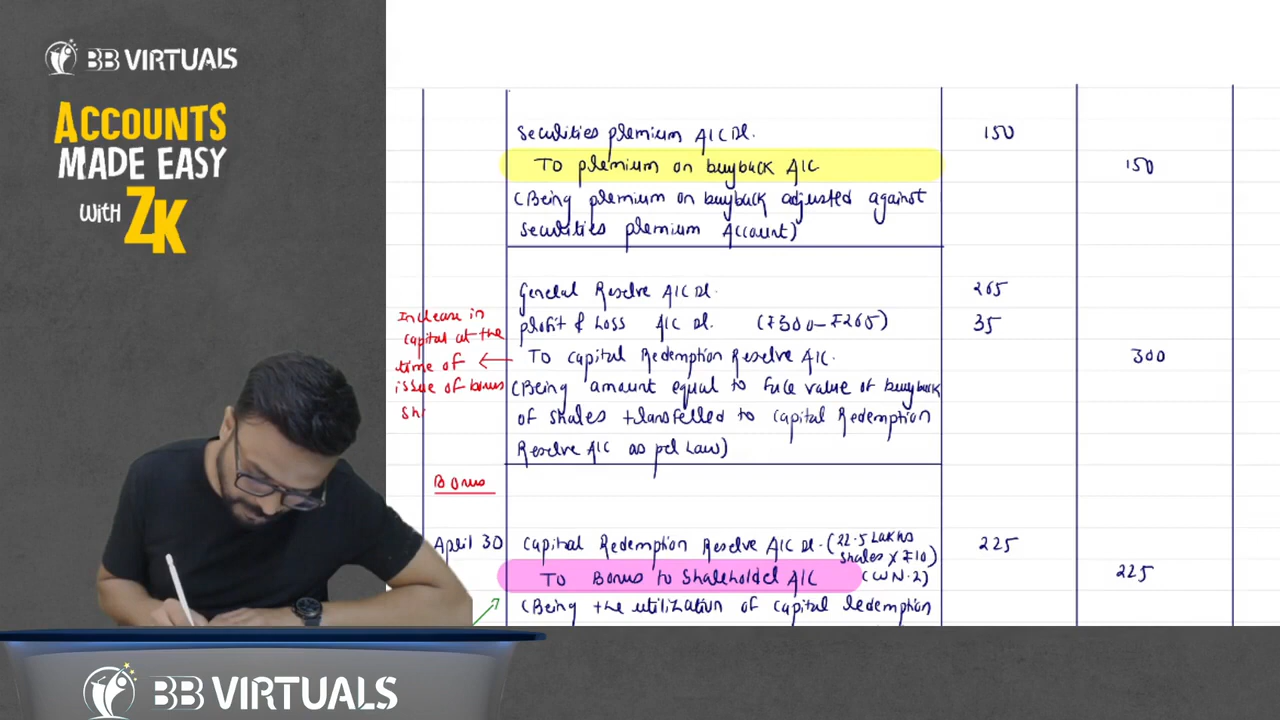 BB VIRTUALS
ACCOUNTS
MADE EASY
WITH ZK
Securities premium A/C Dr. 150
To premium on buyback A/C 150
(Being premium on buyback adjusted against
Securities premium Account)
General Reserve A/C Dr. 265
profit & Loss A/C Dr. (₹300-₹265) 35
To Capital Redemption Reserve A/C. 300
(Being amount equal to face value of buyback
of shares transferred to Capital Redemption
Reserve A/C as per Law)
Increase in
capital at the
time of
issue of bonus
sh
Bonus
April 30 Capital Redemption Reserve A/C Dr. (22.5 Lakhs 225
shares x ₹10)
To Bonus to Shareholder A/C (WN.2) 225
(Being the utilization of capital redemption
BB VIRTUALS